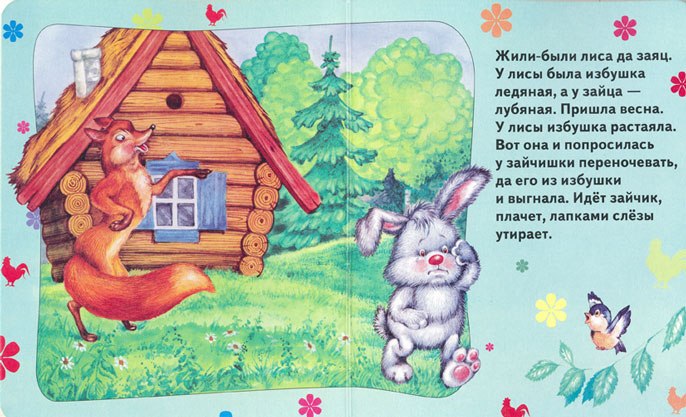 Жили-были лиса да заяц.
У лисы была избушка
ледяная, а у зайца —
лубяная. Пришла весна.
У лисы избушка растаяла.
Вот она и попросилась
у зайчишки переночевать,
да его из избушки
и выгнала. Идёт зайчик,
плачет, лапками слёзы
утирает.